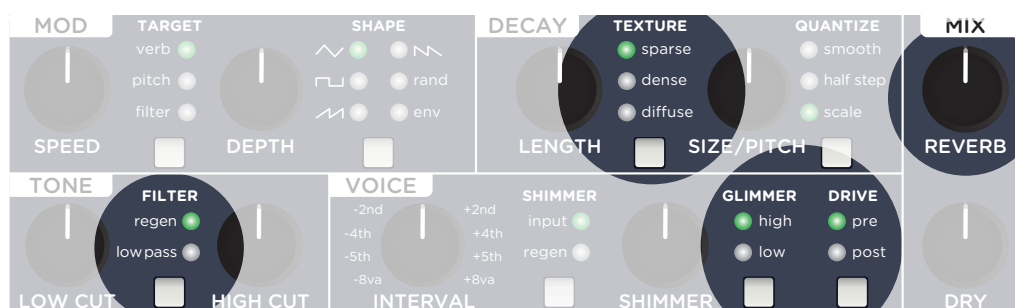 MOD TARGET SHAPE DECAY TEXTURE QUANTIZE MIX
verb sparse smooth
pitch rand dense half step
filter env diffuse scale
SPEED DEPTH LENGTH SIZE/PITCH REVERB
TONE FILTER VOICE SHIMMER GLIMMER DRIVE
-2nd +2nd
regen input high pre
-4th +4th
low pass -5th +5th regen low post
-8va +8va
LOW CUT HIGH CUT INTERVAL SHIMMER DRY